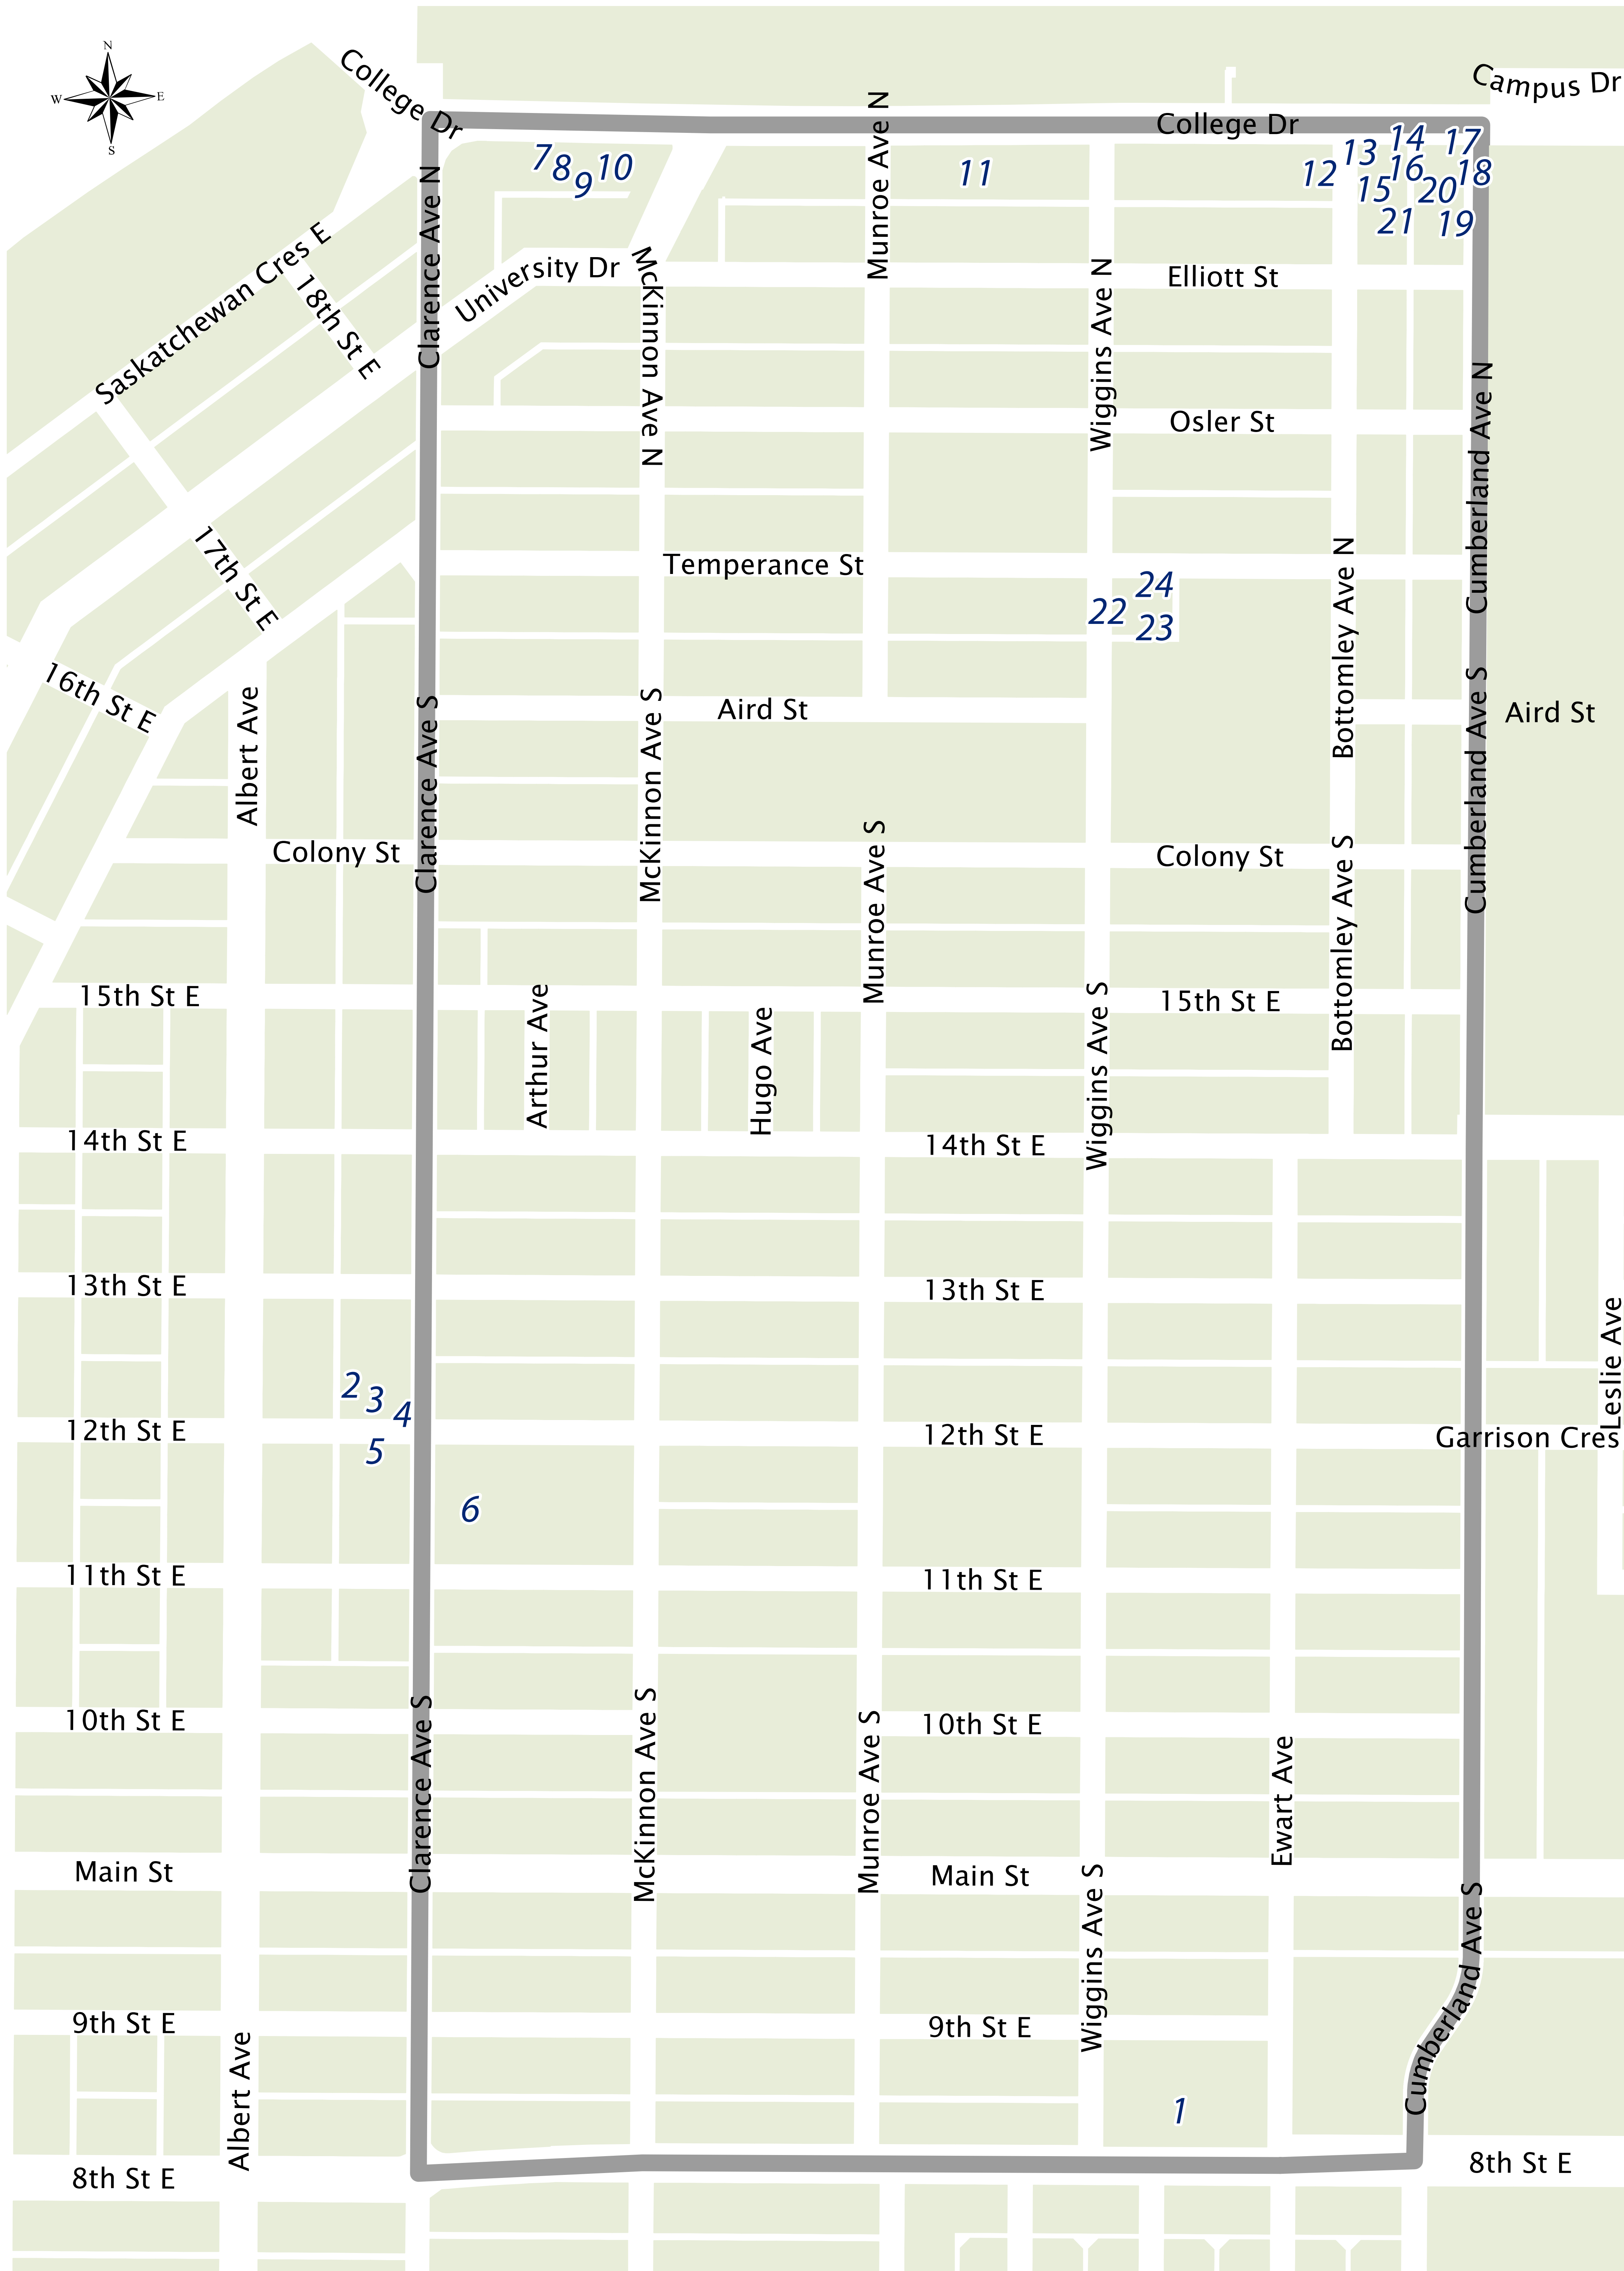 N
W
E
S
College Dr
Campus Dr
College Dr
7
8
9
10
Munroe Ave N
11
12
13
14
15
16
17
18
19
20
21
Clarence Ave N
Saskatchewan Cres E
18th St E
University Dr
McKinnon Ave N
Wiggins Ave N
Elliott St
Cumberland Ave N
Osler St
17th St E
Temperance St
22
24
23
Bottomley Ave N
16th St E
Albert Ave
Clarence Ave S
McKinnon Ave S
Aird St
Cumberland Ave S
Aird St
Colony St
Munroe Ave S
Colony St
Bottomley Ave S
15th St E
Arthur Ave
Hugo Ave
Wiggins Ave S
15th St E
14th St E
14th St E
13th St E
13th St E
Leslie Ave
2
3
4
5
12th St E
12th St E
Garrison Cres
6
11th St E
11th St E
10th St E
Clarence Ave S
McKinnon Ave S
Munroe Ave S
10th St E
Ewart Ave
Main St
Main St
Wiggins Ave S
Cumberland Ave S
9th St E
9th St E
Albert Ave
Cumberland Ave S
1
8th St E
8th St E